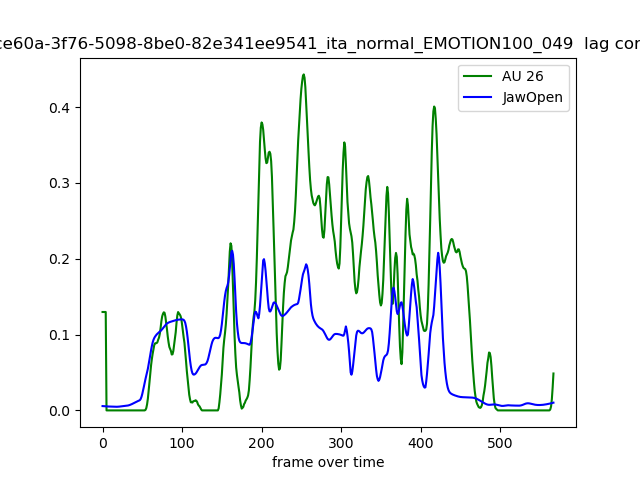 ce60a-3f76-5098-8be0-82e341ee9541_ita_normal_EMOTION100_049 lag cor
AU 26
JawOpen
0.4
0.3
0.2
0.1
0.0
0 100 200 300 400 500
frame over time